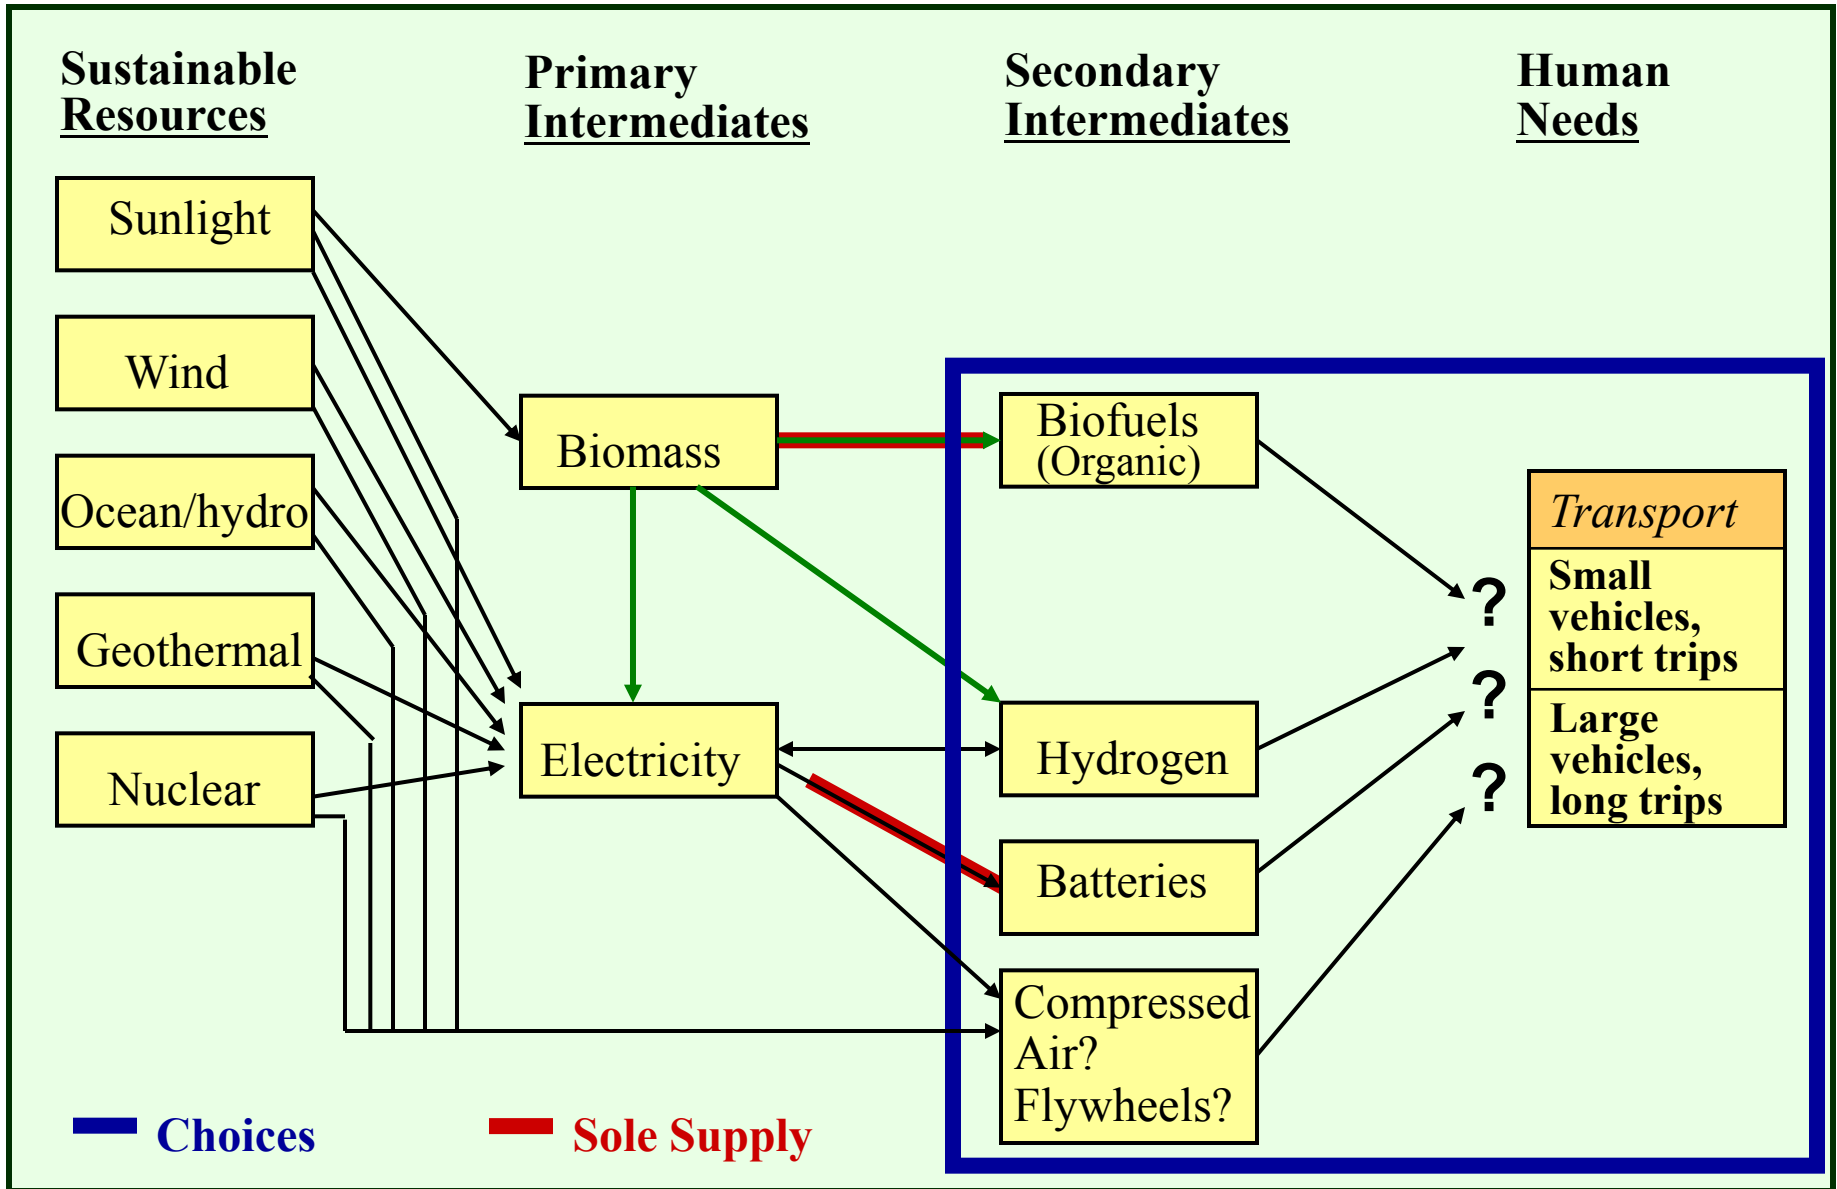 Sustainable
Resources
Primary
Intermediates
Secondary
Intermediates
Human
Needs
Sunlight
Wind
Ocean/hydro
Geothermal
Nuclear
Biomass
Electricity
Biofuels
(Organic)
Hydrogen
Batteries
Compressed
Air?
Flywheels?
?
?
?
Transport
Small
vehicles,
short trips
Large
vehicles,
long trips
Choices
Sole Supply